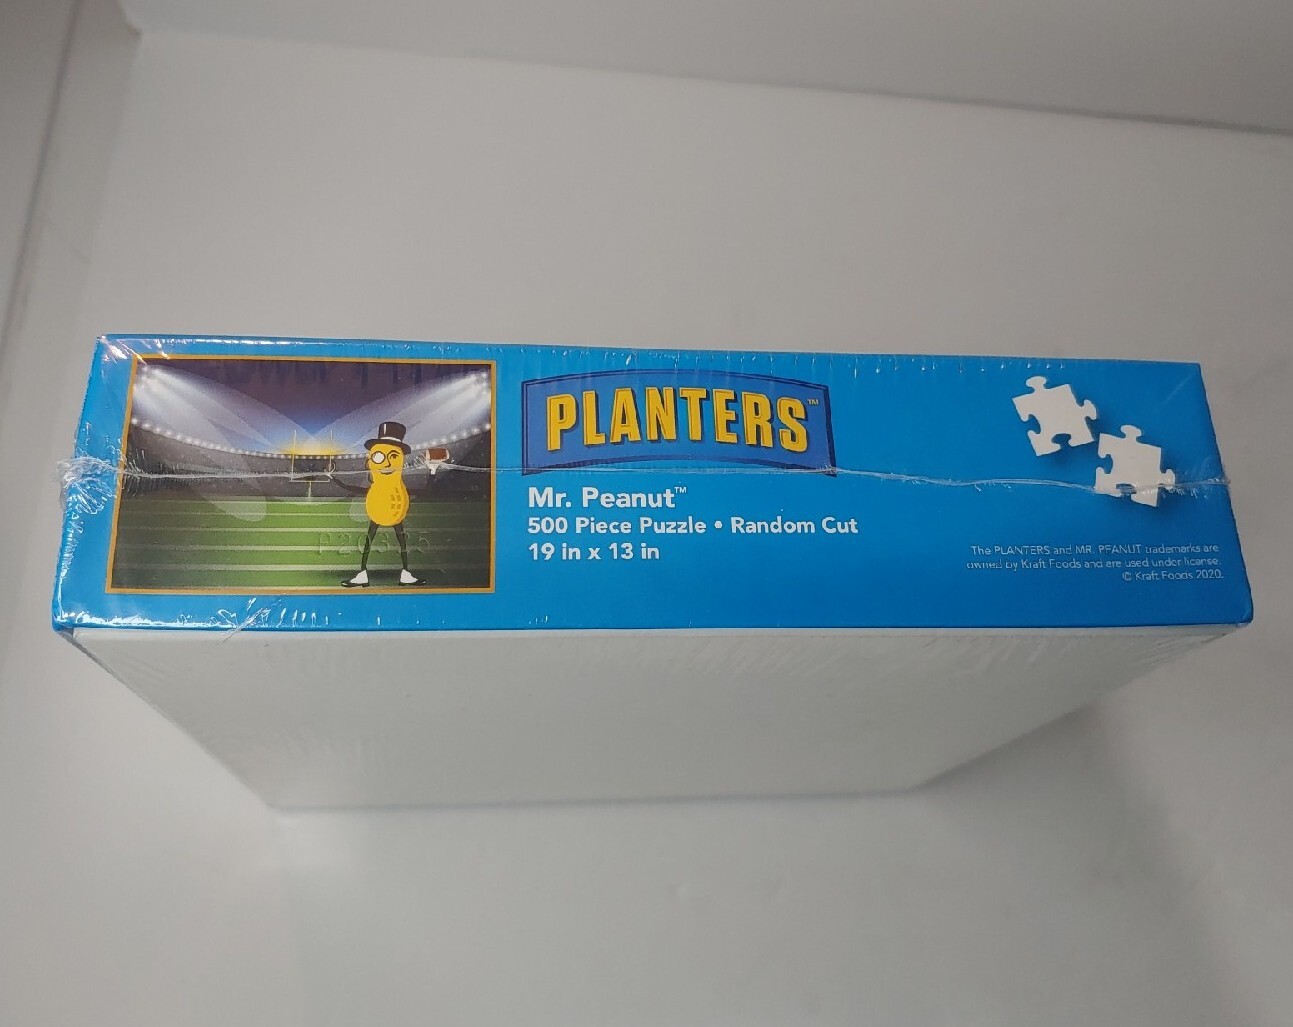 PLANTERS™
Mr. Peanut™
500 Piece Puzzle • Random Cut
19 in x 13 in
The PLANTERS and MR. PEANUT trademarks are
owned by Kraft Foods and are used under license.
© Kraft Foods 2020.